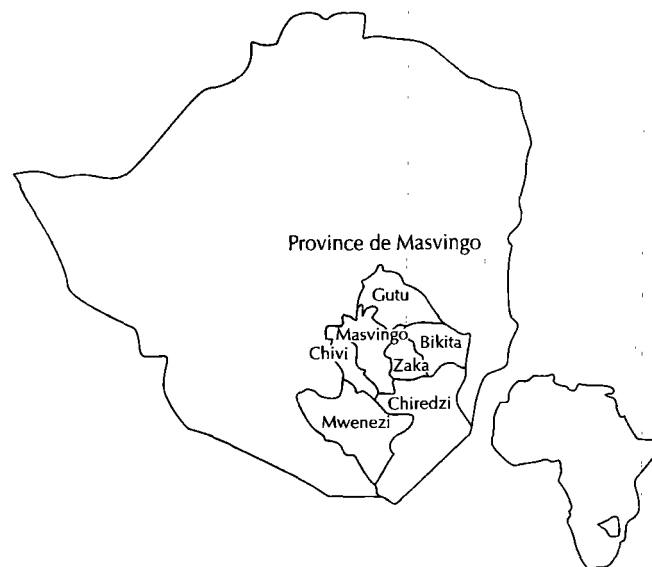 Province de Masvingo
Gutu
Masvingo
Bikita
Chivi
Zaka
Chiredzi
Mwenezi